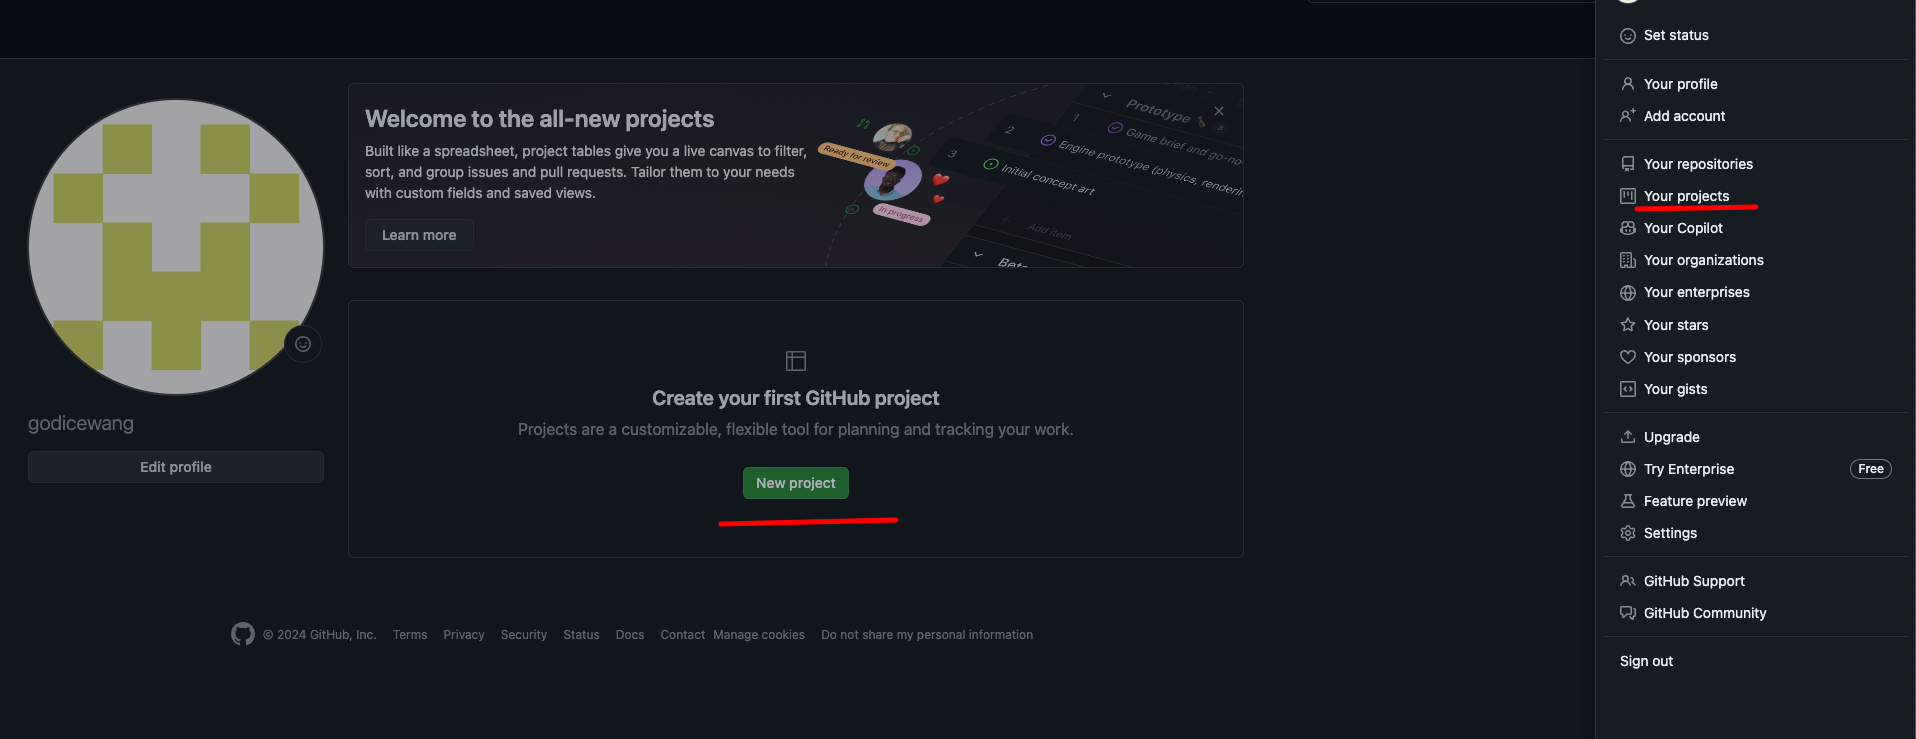 Set status
Your profile
Add account
Your repositories
Your projects
Your Copilot
Your organizations
Your enterprises
Your stars
Your sponsors
Your gists
Upgrade
Try Enterprise Free
Feature preview
Settings
GitHub Support
GitHub Community
Sign out
Welcome to the all-new projects
Built like a spreadsheet, project tables give you a live canvas to filter,
sort, and group issues and pull requests. Tailor them to your needs
with custom fields and saved views.
Learn more
Ready for review
In progress
Prototype 3
1 Game brief and go-no
2 Engine prototype (physics, renderin
3 Initial concept art
Add item
Beta
godicewang
Edit profile
Create your first GitHub project
Projects are a customizable, flexible tool for planning and tracking your work.
New project
© 2024 GitHub, Inc. Terms Privacy Security Status Docs Contact Manage cookies Do not share my personal information